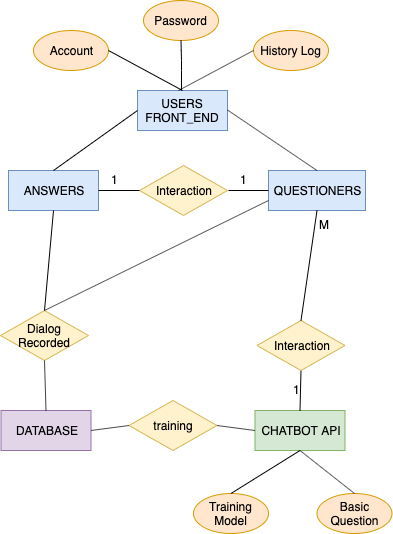 Password
Account
History Log
USERS
FRONT_END
ANSWERS
1
Interaction
1
QUESTIONERS
M
Dialog
Recorded
Interaction
1
DATABASE
training
CHATBOT API
Training
Model
Basic
Question